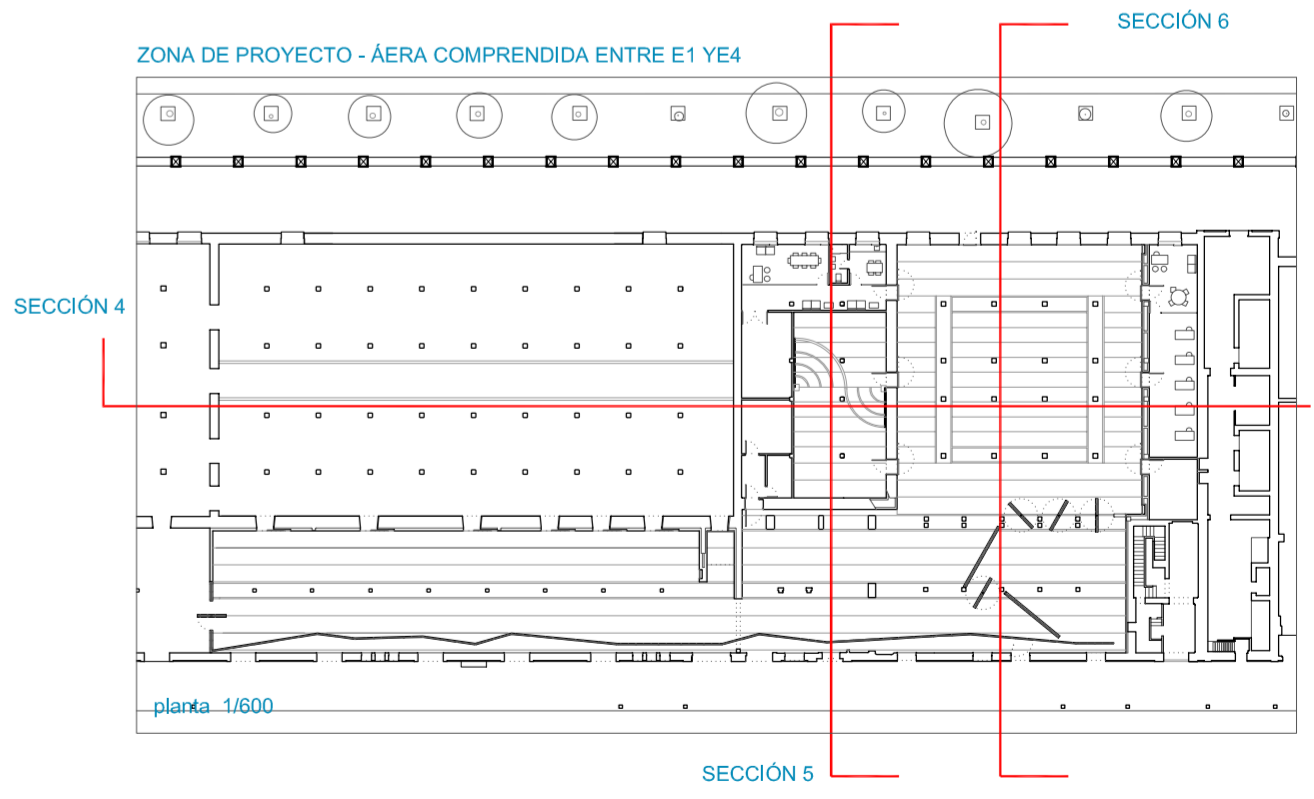 SECCIÓN 6
ZONA DE PROYECTO - ÁERA COMPRENDIDA ENTRE E1 YE4
SECCIÓN 4
planta 1/600
SECCIÓN 5